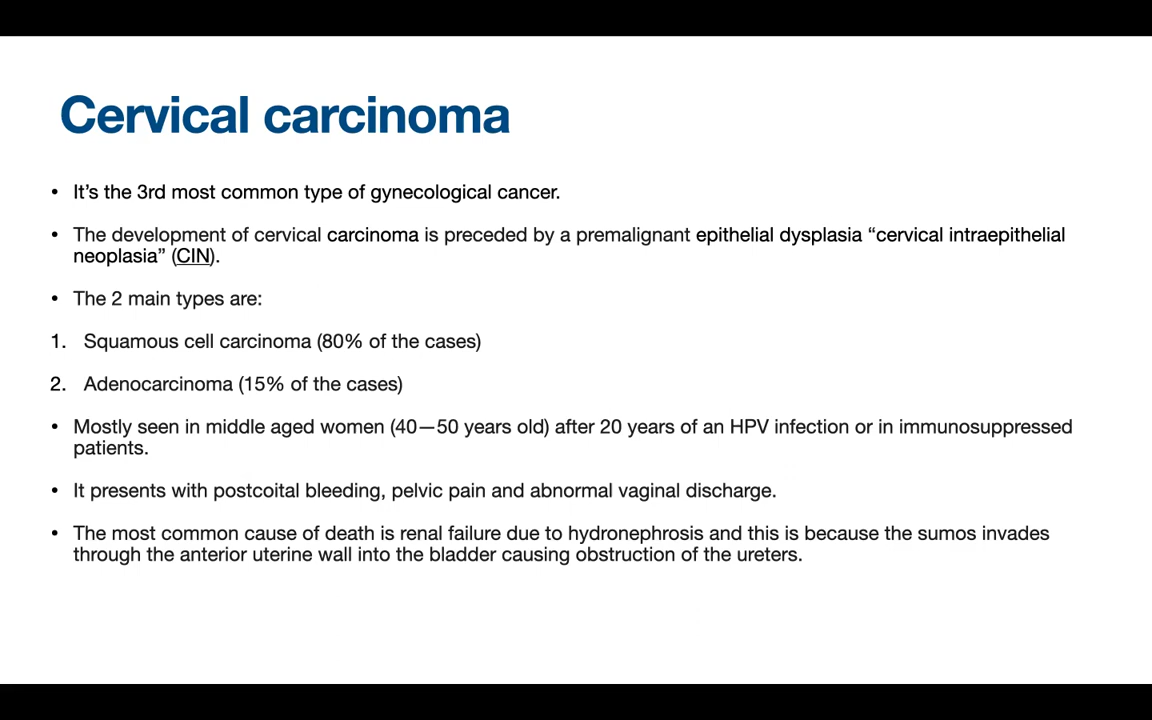 Cervical carcinoma
• It’s the 3rd most common type of gynecological cancer.
• The development of cervical carcinoma is preceded by a premalignant epithelial dysplasia “cervical intraepithelial
neoplasia” (CIN).
• The 2 main types are:
1. Squamous cell carcinoma (80% of the cases)
2. Adenocarcinoma (15% of the cases)
• Mostly seen in middle aged women (40—50 years old) after 20 years of an HPV infection or in immunosuppressed
patients.
• It presents with postcoital bleeding, pelvic pain and abnormal vaginal discharge.
• The most common cause of death is renal failure due to hydronephrosis and this is because the sumos invades
through the anterior uterine wall into the bladder causing obstruction of the ureters.